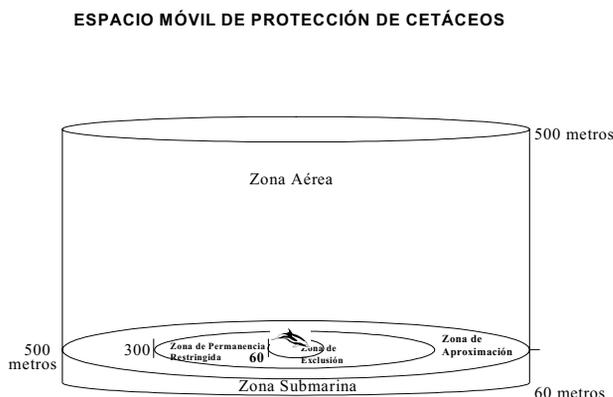 ESPACIO MÓVIL DE PROTECCIÓN DE CETÁCEOS
500 metros
Zona Aérea
Zona de
Aproximación
500
metros
300
Zona de Permanencia
Restringida
60
Zona de
Exclusión
Zona Submarina
60 metros